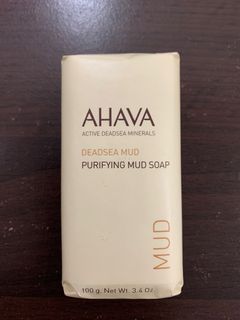 AHAVA
ACTIVE DEADSEA MINERALS
DEADSEA MUD
PURIFYING MUD SOAP
MUD
100 g. Net Wt. 3.4 Oz.